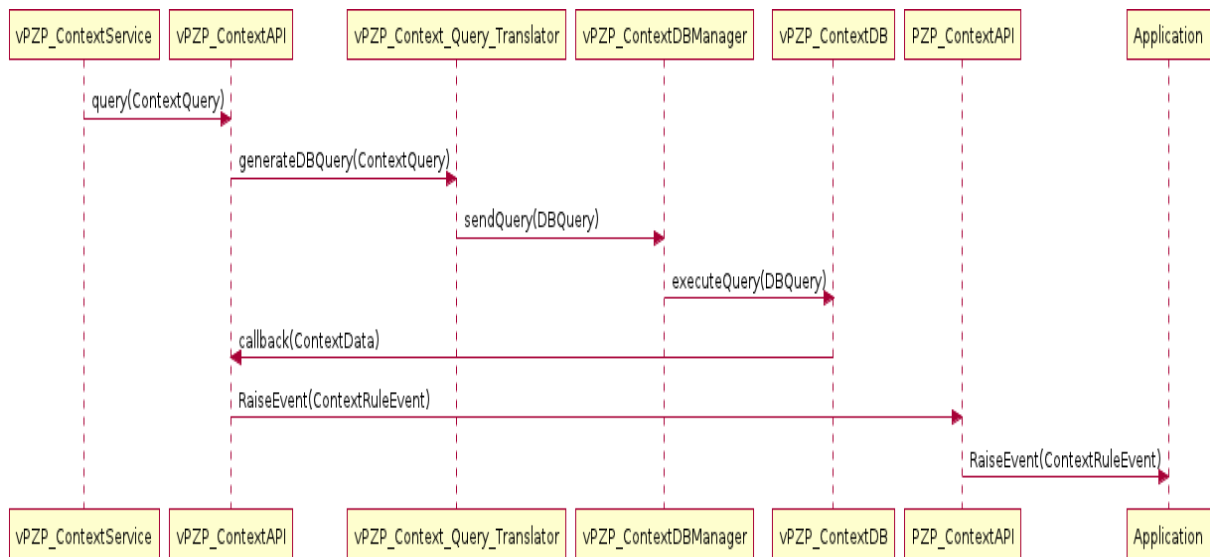 vPZP_ContextService vPZP_ContextAPI vPZP_Context_Query_Translator vPZP_ContextDBManager vPZP_ContextDB PZP_ContextAPI Application
query(ContextQuery)
generateDBQuery(ContextQuery)
sendQuery(DBQuery)
executeQuery(DBQuery)
callback(ContextData)
RaiseEvent(ContextRuleEvent)
RaiseEvent(ContextRuleEvent)
vPZP_ContextService vPZP_ContextAPI vPZP_Context_Query_Translator vPZP_ContextDBManager vPZP_ContextDB PZP_ContextAPI Application